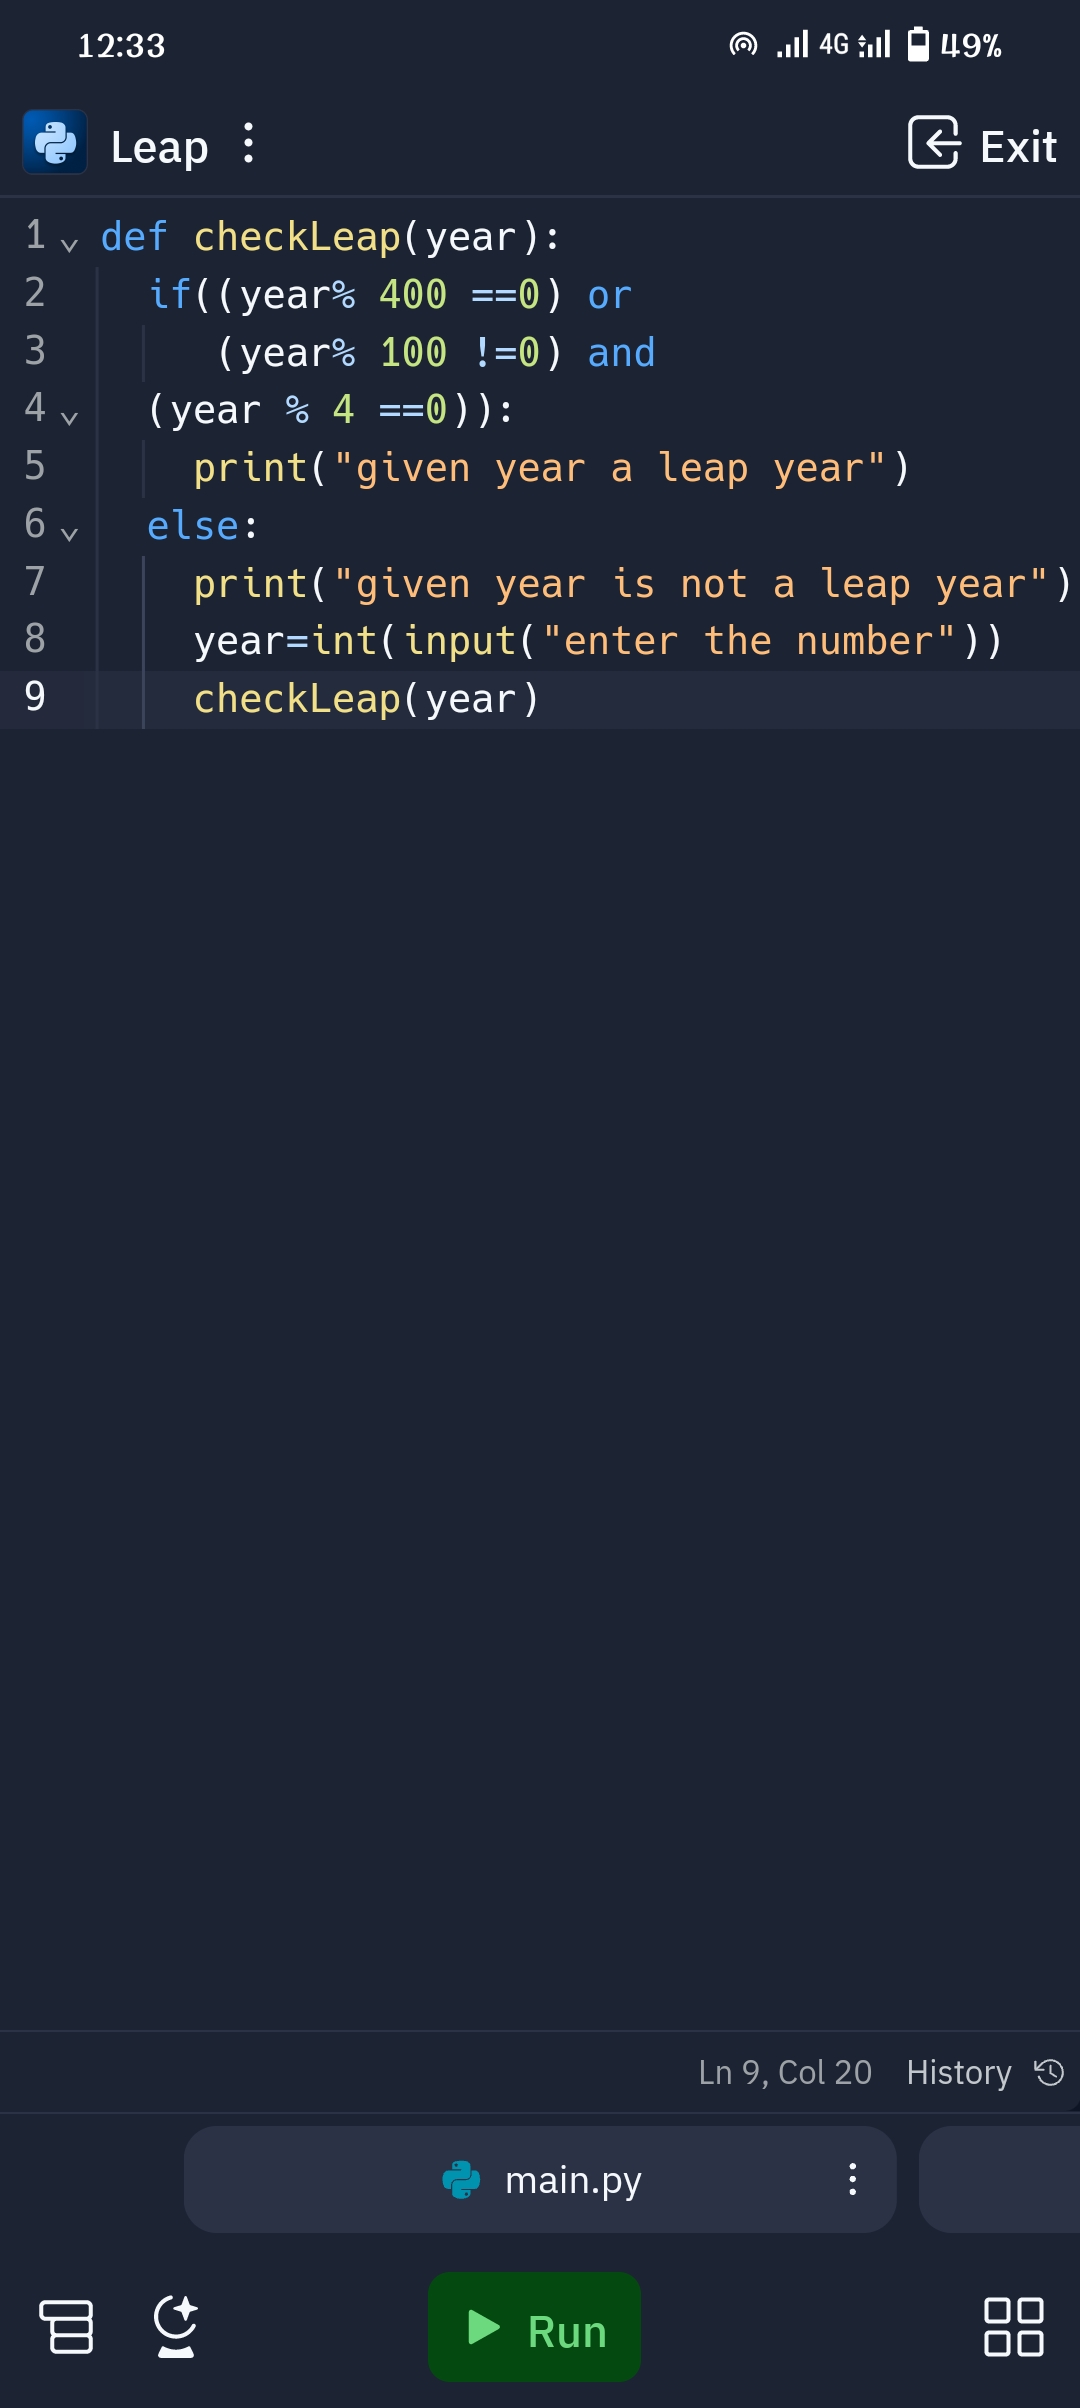 12:33 4G 49%
Leap Exit
1 def checkLeap(year):
2 if((year% 400 ==0) or
3 (year% 100 !=0) and
4 (year % 4 ==0)):
5 print("given year a leap year")
6 else:
7 print("given year is not a leap year")
8 year=int(input("enter the number"))
9 checkLeap(year)
Ln 9, Col 20 History
main.py
Run